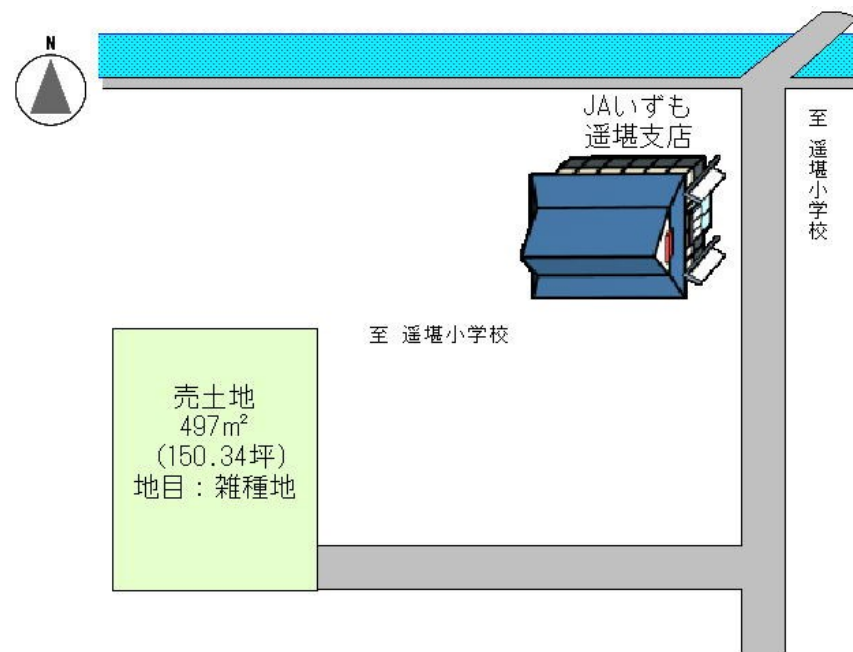 N
JAいずも
遥堪支店
至 遥堪小学校
至 遥堪小学校
売土地
497m²
(150.34坪)
地目：雑種地